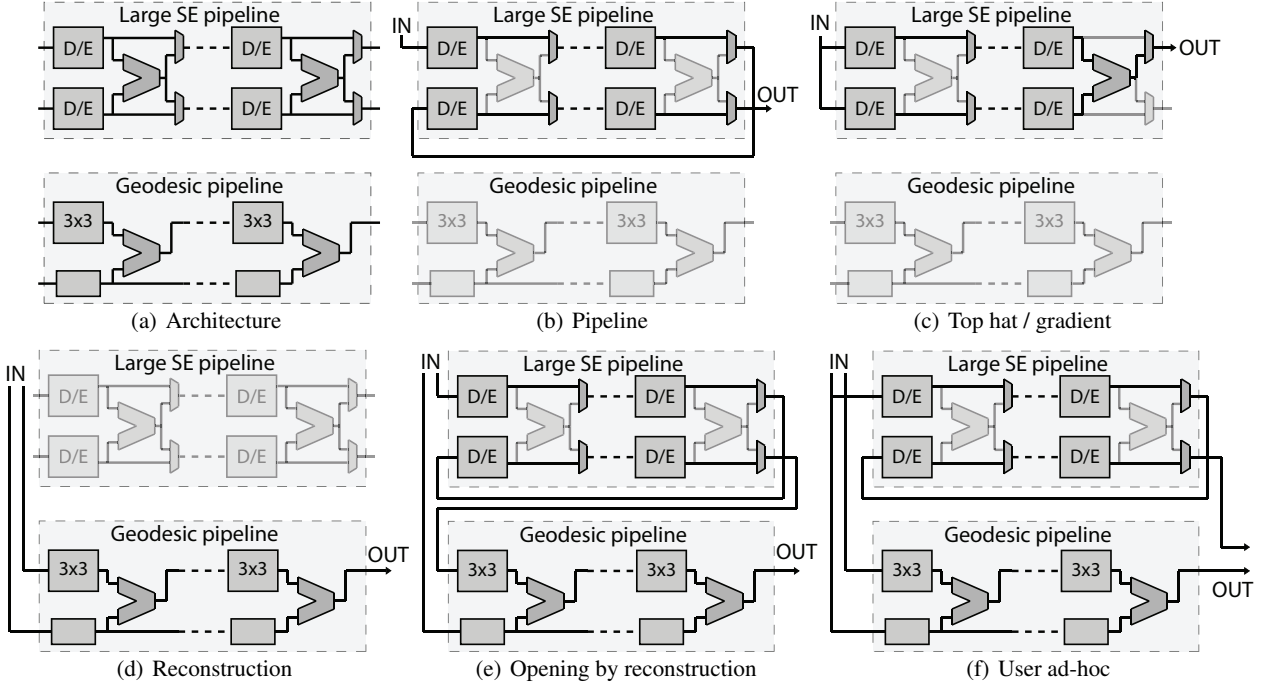 Large SE pipeline
D/E D/E
D/E D/E
Geodesic pipeline
3x3 3x3
(a) Architecture
IN
Large SE pipeline
D/E D/E
D/E D/E
OUT
Geodesic pipeline
3x3 3x3
(b) Pipeline
IN
Large SE pipeline
D/E D/E
OUT
D/E D/E
Geodesic pipeline
3x3 3x3
(c) Top hat / gradient
IN
Large SE pipeline
D/E D/E
D/E D/E
Geodesic pipeline
OUT
3x3 3x3
(d) Reconstruction
IN
Large SE pipeline
D/E D/E
D/E D/E
Geodesic pipeline
OUT
3x3 3x3
(e) Opening by reconstruction
IN
Large SE pipeline
D/E D/E
D/E D/E
Geodesic pipeline
3x3 3x3
OUT
(f) User ad-hoc